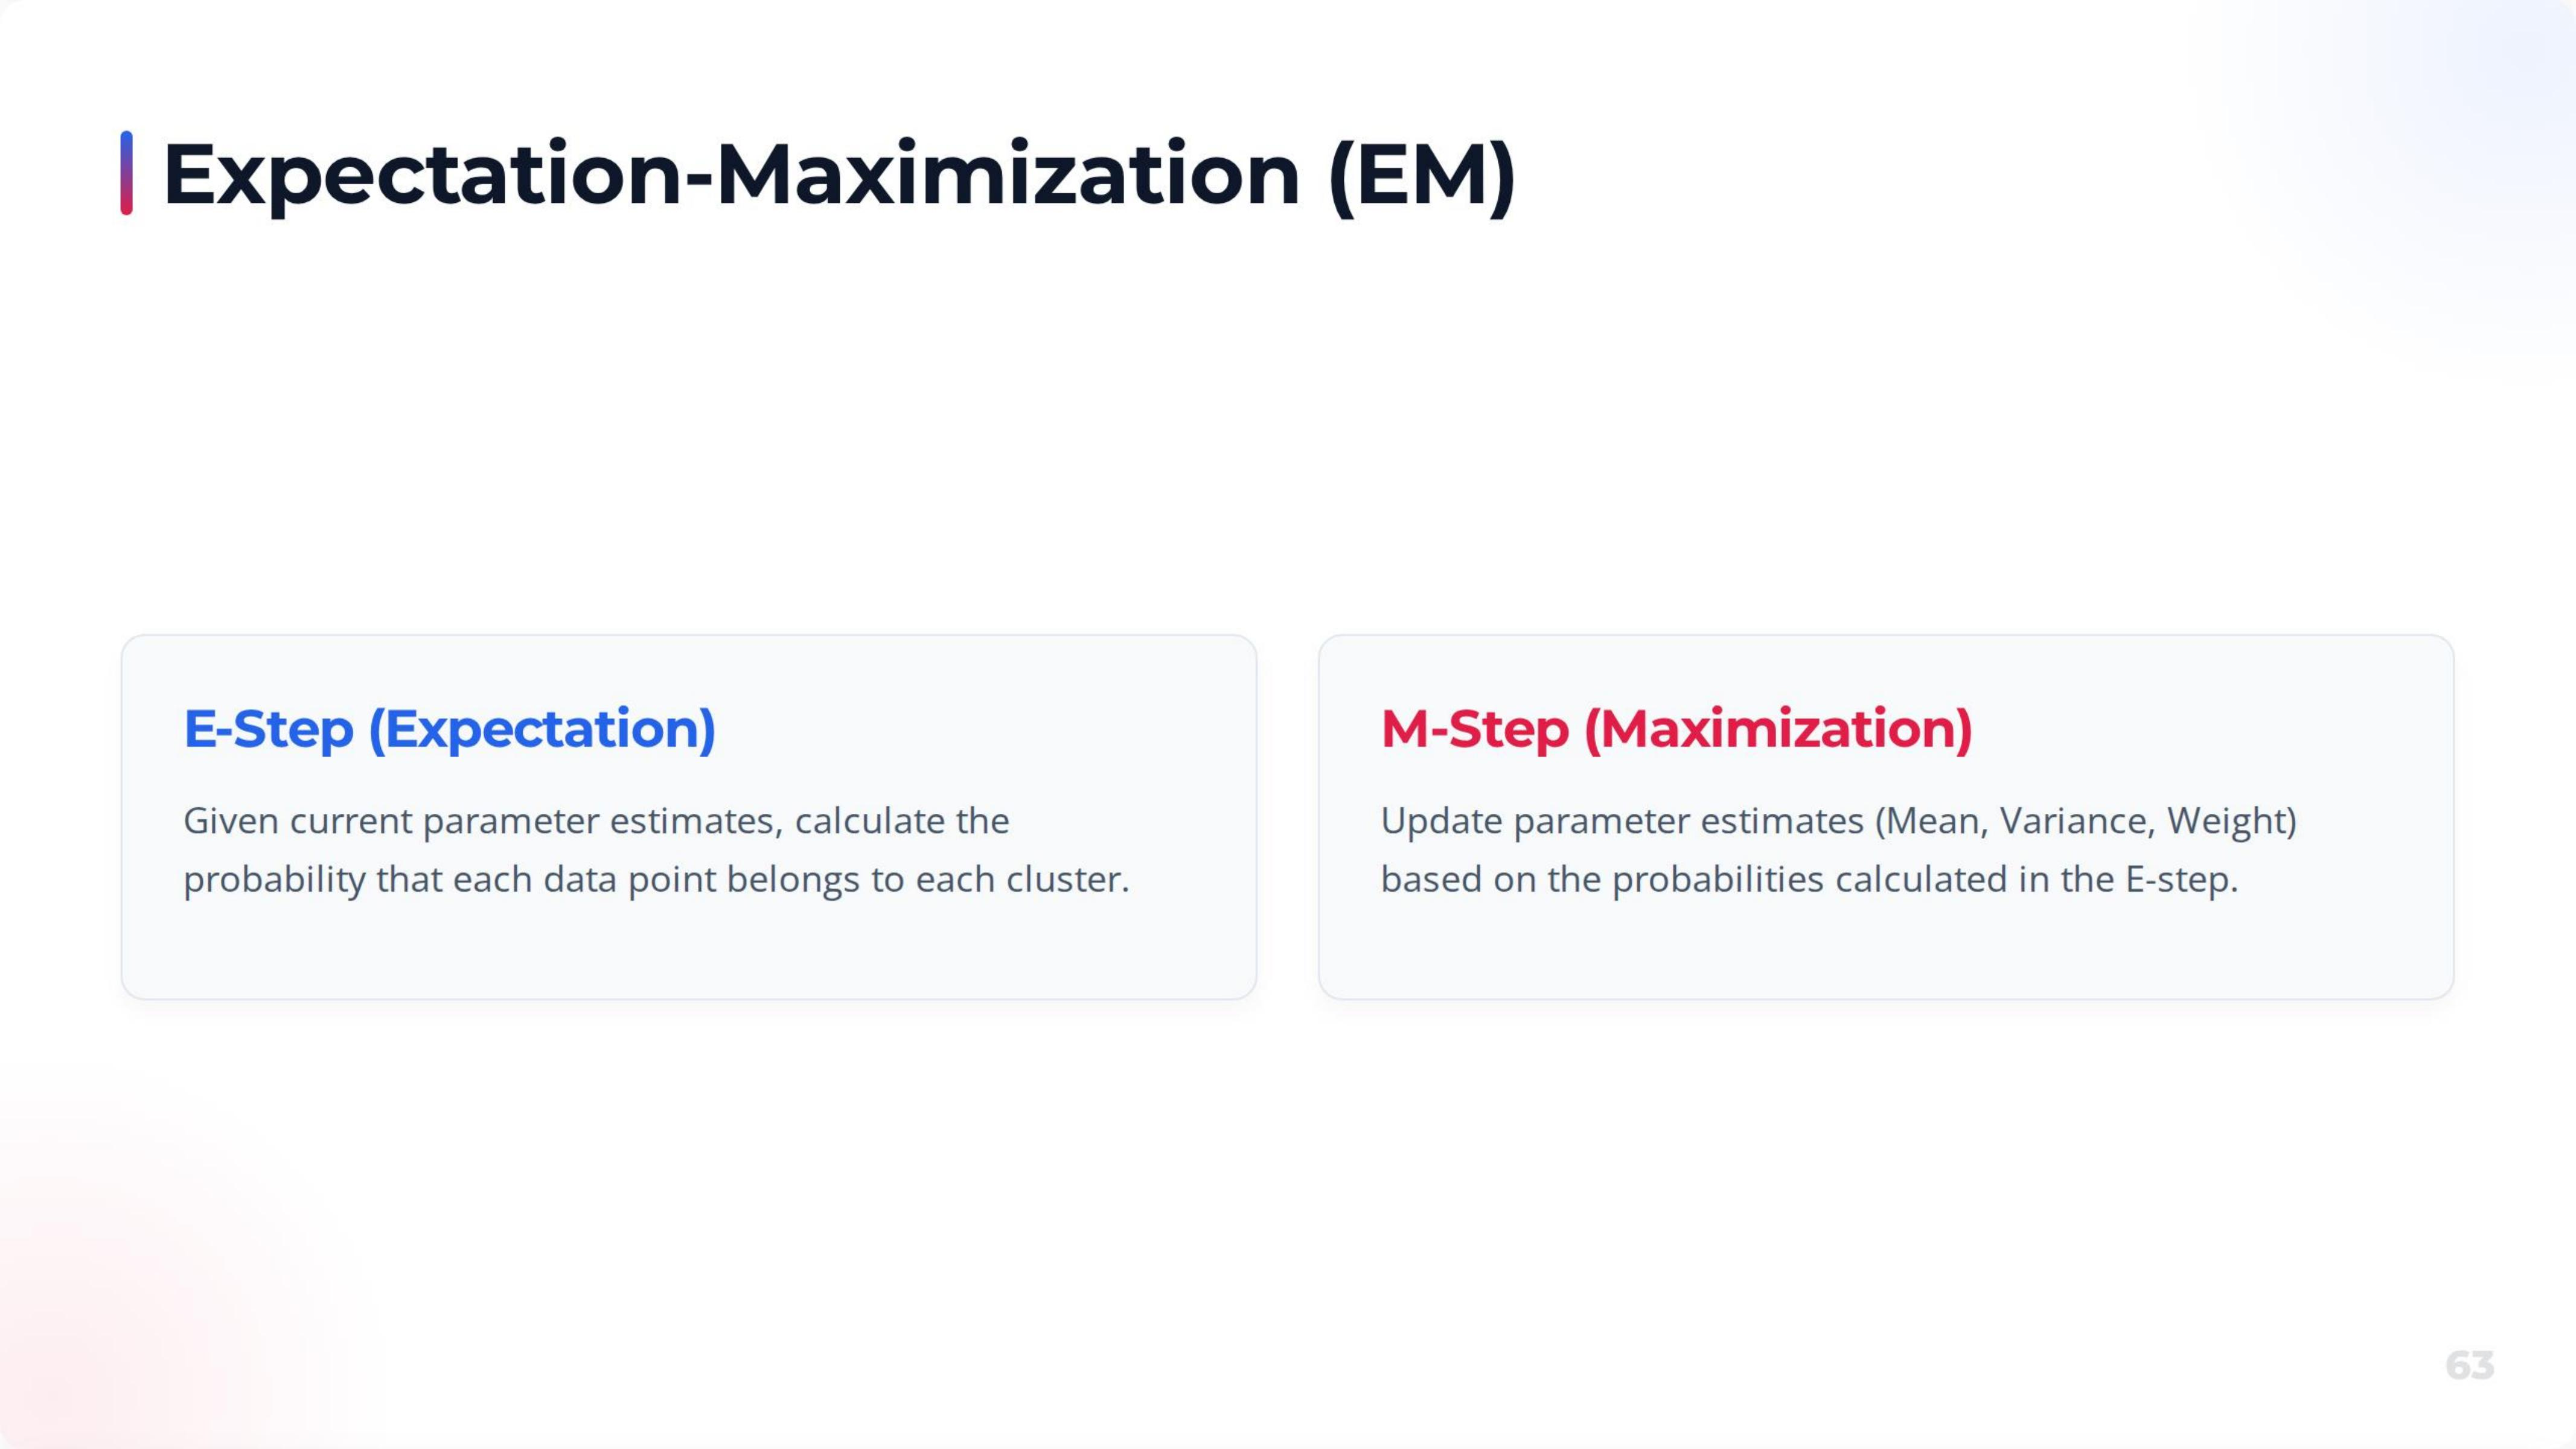 Expectation-Maximization (EM)
E-Step (Expectation)
Given current parameter estimates, calculate the
probability that each data point belongs to each cluster.
M-Step (Maximization)
Update parameter estimates (Mean, Variance, Weight)
based on the probabilities calculated in the E-step.
63